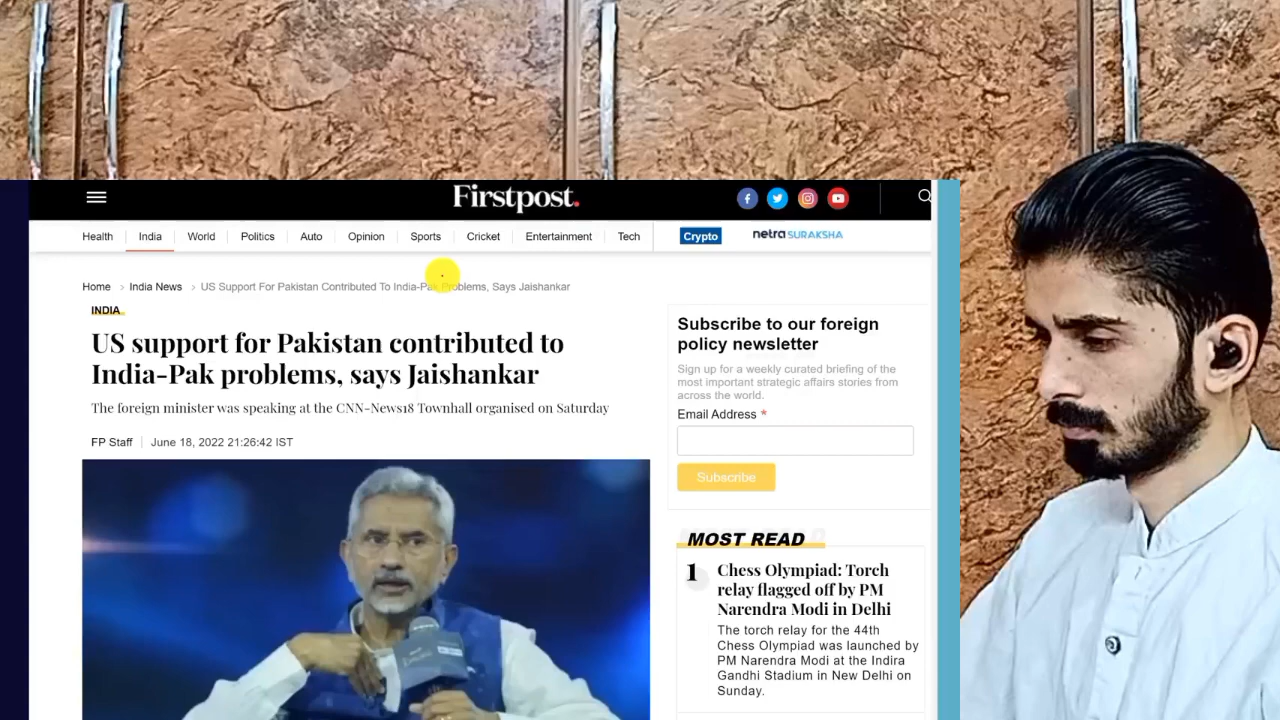 Firstpost.
Health India World Politics Auto Opinion Sports Cricket Entertainment Tech Crypto netra SURAKSHA
Home > India News > US Support For Pakistan Contributed To India-Pak Problems, Says Jaishankar
INDIA
US support for Pakistan contributed to
India-Pak problems, says Jaishankar
The foreign minister was speaking at the CNN-News18 Townhall organised on Saturday
FP Staff | June 18, 2022 21:26:42 IST
Subscribe to our foreign
policy newsletter
Sign up for a weekly curated briefing of the
most important strategic affairs stories from
across the world.
Email Address *
Subscribe
MOST READ
1
Chess Olympiad: Torch
relay flagged off by PM
Narendra Modi in Delhi
The torch relay for the 44th
Chess Olympiad was launched by
PM Narendra Modi at the Indira
Gandhi Stadium in New Delhi on
Sunday.